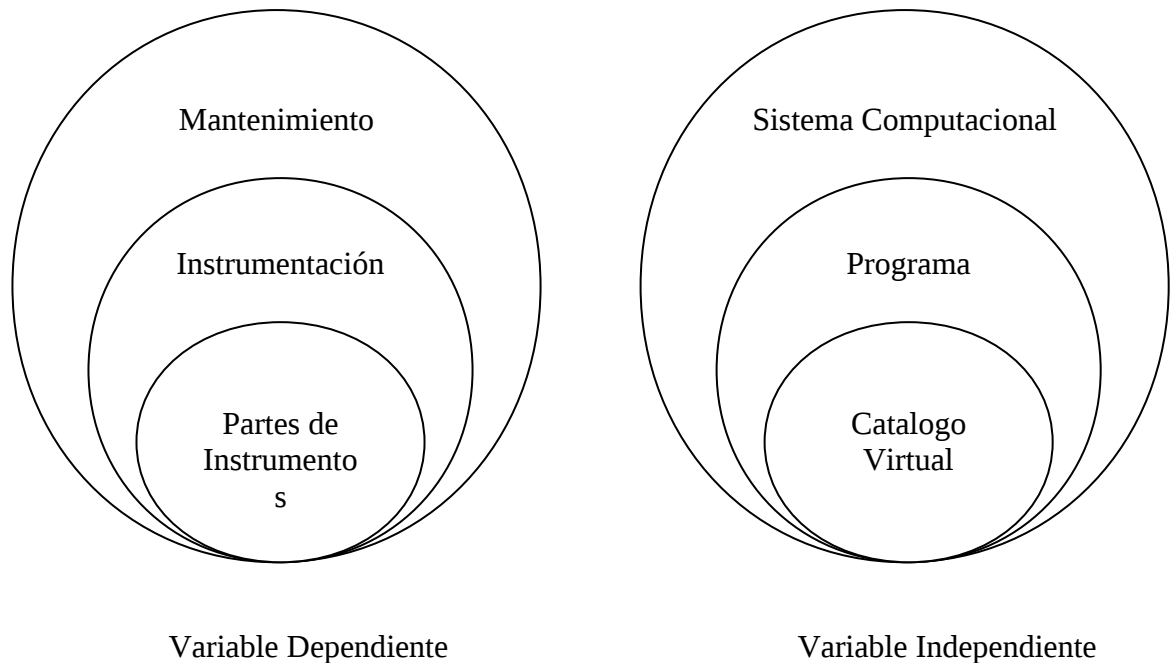 Mantenimiento
Instrumentación
Partes de
Instrumento
s
Variable Dependiente
Sistema Computacional
Programa
Catalogo
Virtual
Variable Independiente